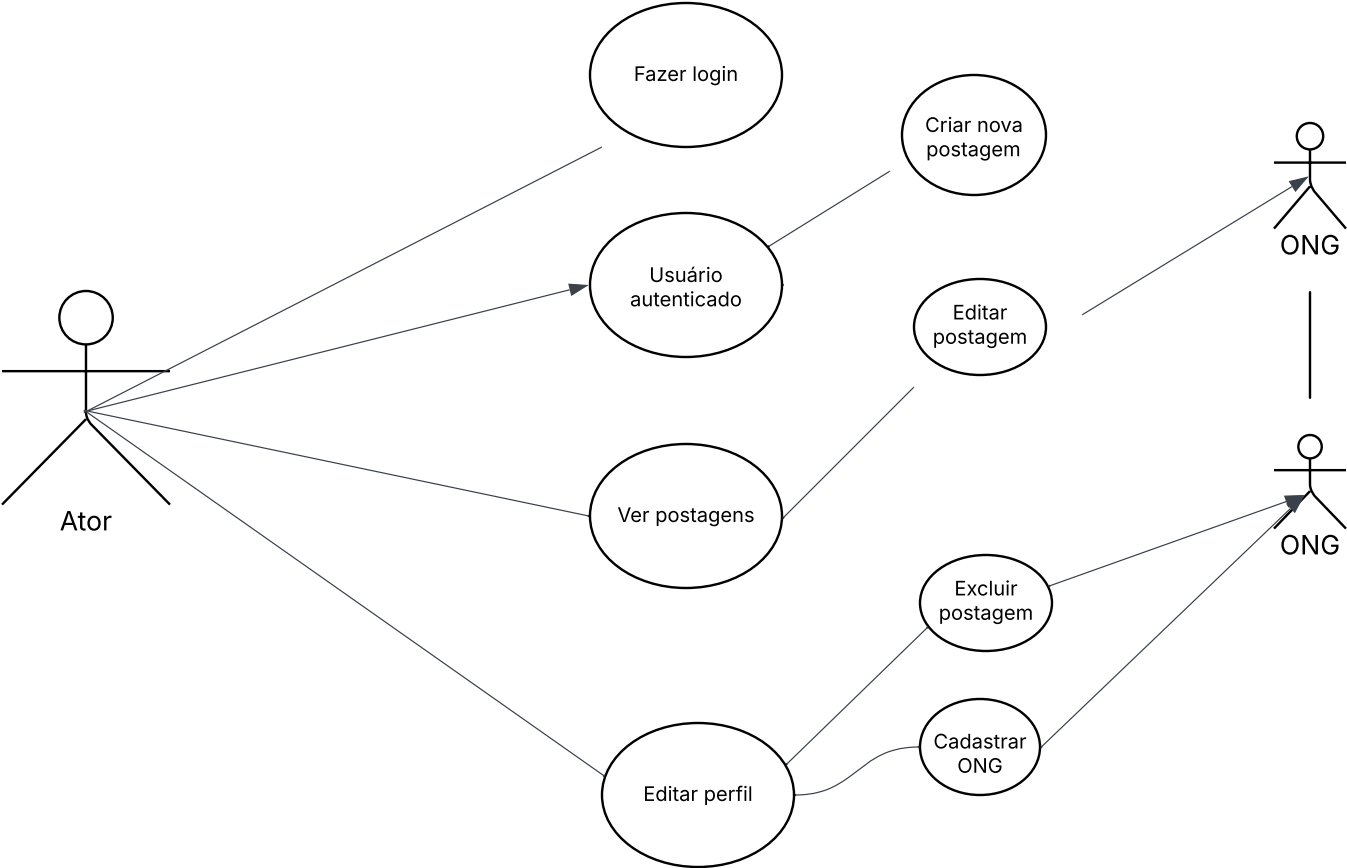 Fazer login
Criar nova
postagem
ONG
Usuário
autenticado
Editar
postagem
Ator
Ver postagens
ONG
Excluir
postagem
Cadastrar
ONG
Editar perfil